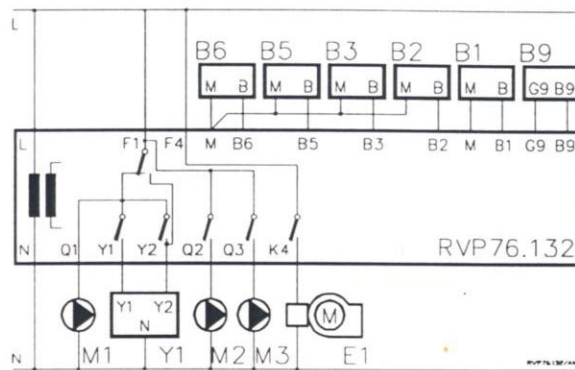 L
B6 B5 B3 B2 B1 B9
M B M B M B M B M B G9 B9
L F1 F4 M B6 B5 B3 B2 M B1 G9 B9
N Q1 Y1 Y2 Q2 Q3 K4 RVP76.132
Y1 Y2
N
M
N M1 Y1 M2 M3 E1